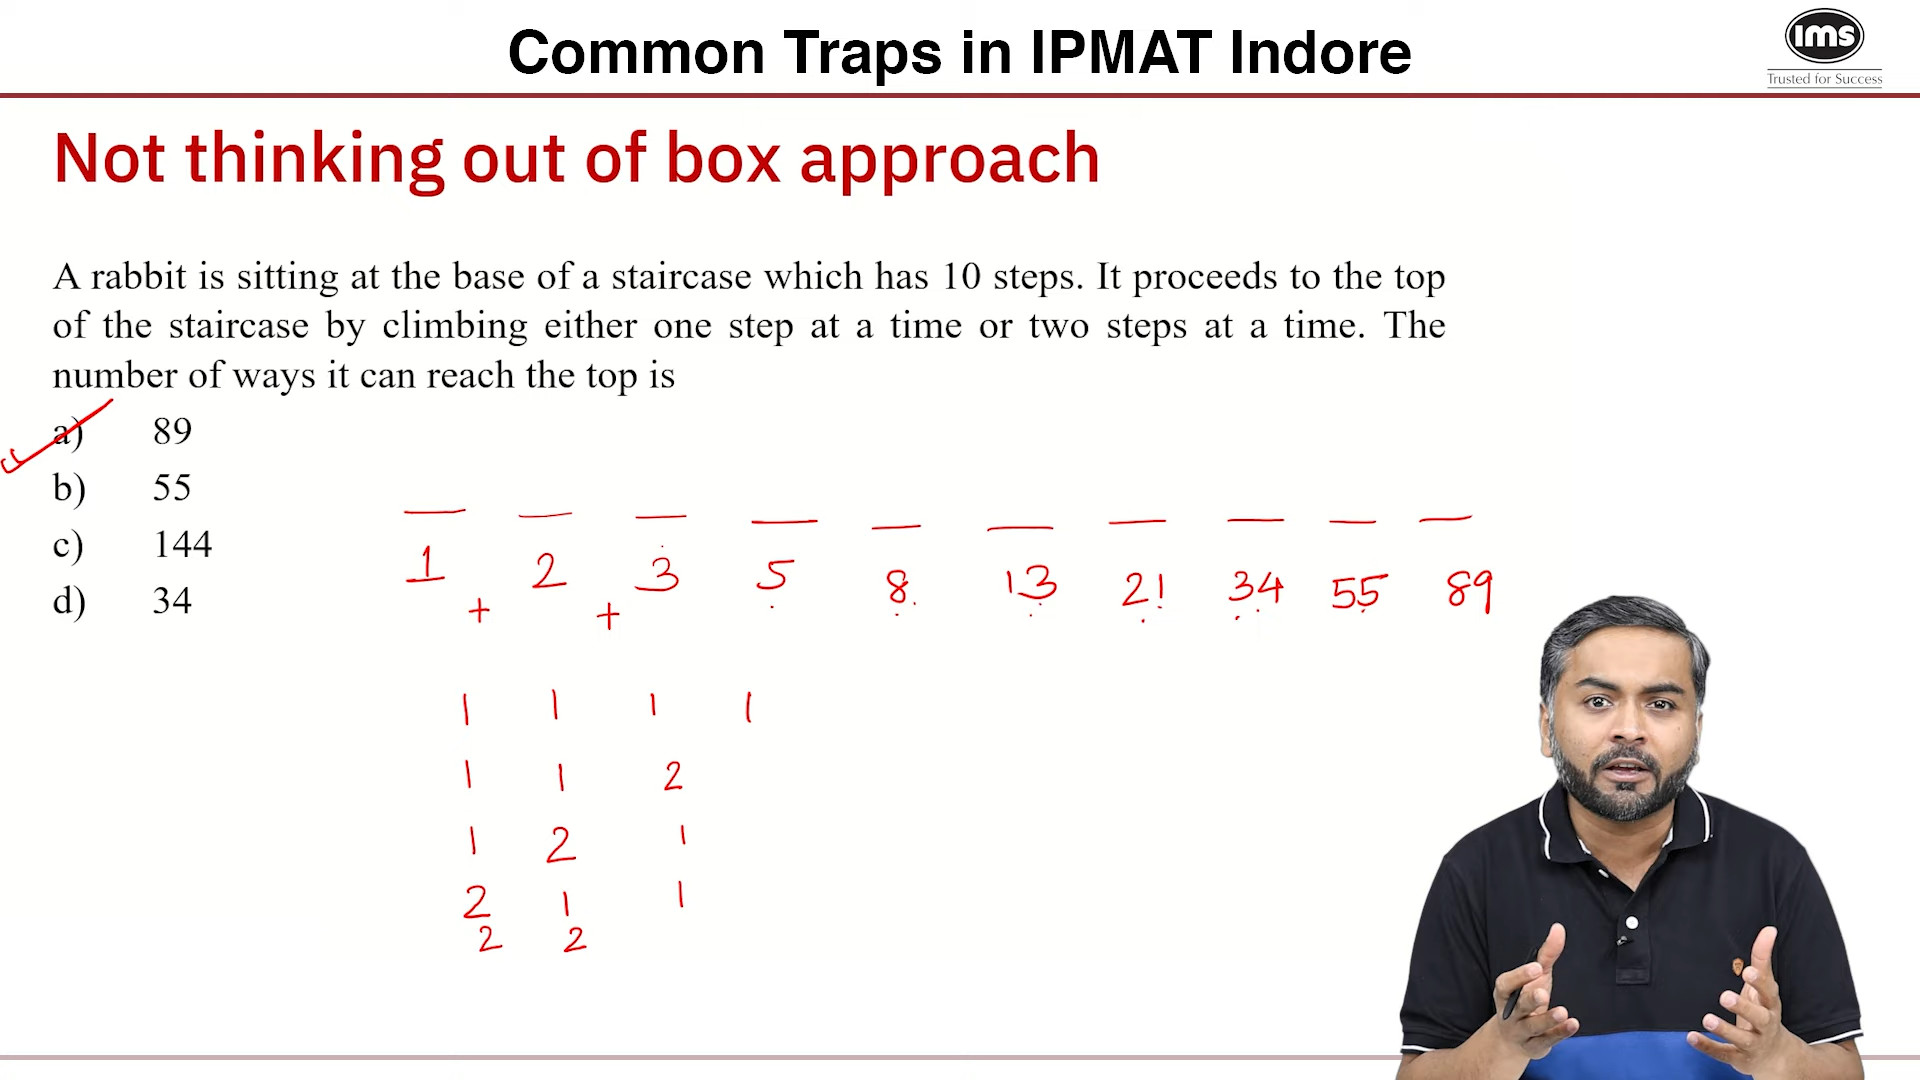 Common Traps in IPMAT Indore
ims
Trusted for Success
Not thinking out of box approach
A rabbit is sitting at the base of a staircase which has 10 steps. It proceeds to the top
of the staircase by climbing either one step at a time or two steps at a time. The
number of ways it can reach the top is
a) 89
b) 55
c) 144
d) 34
1 2 3 5 8 13 21 34 55 89
+ +
1 1 1 1
1 1 2
1 2 1
2 1 1
2 2